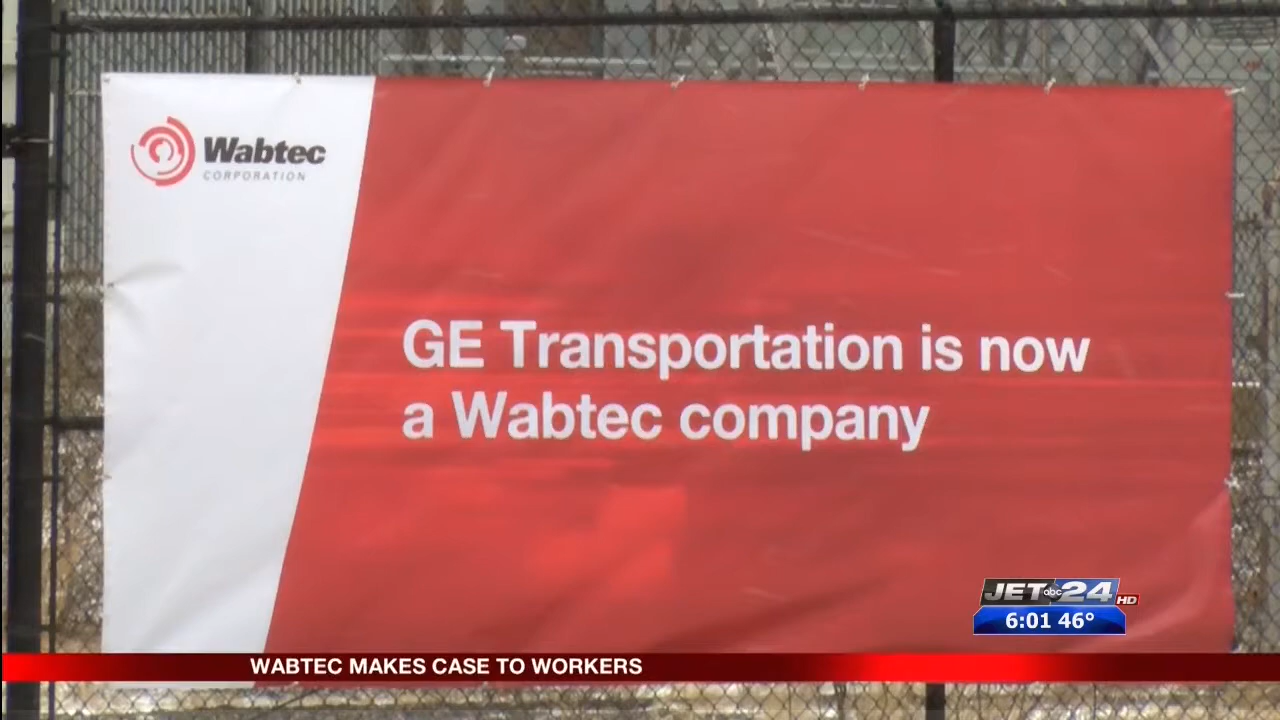 Wabtec
CORPORATION
GE Transportation is now
a Wabtec company
JET abc 24 HD
6:01 46°
WABTEC MAKES CASE TO WORKERS